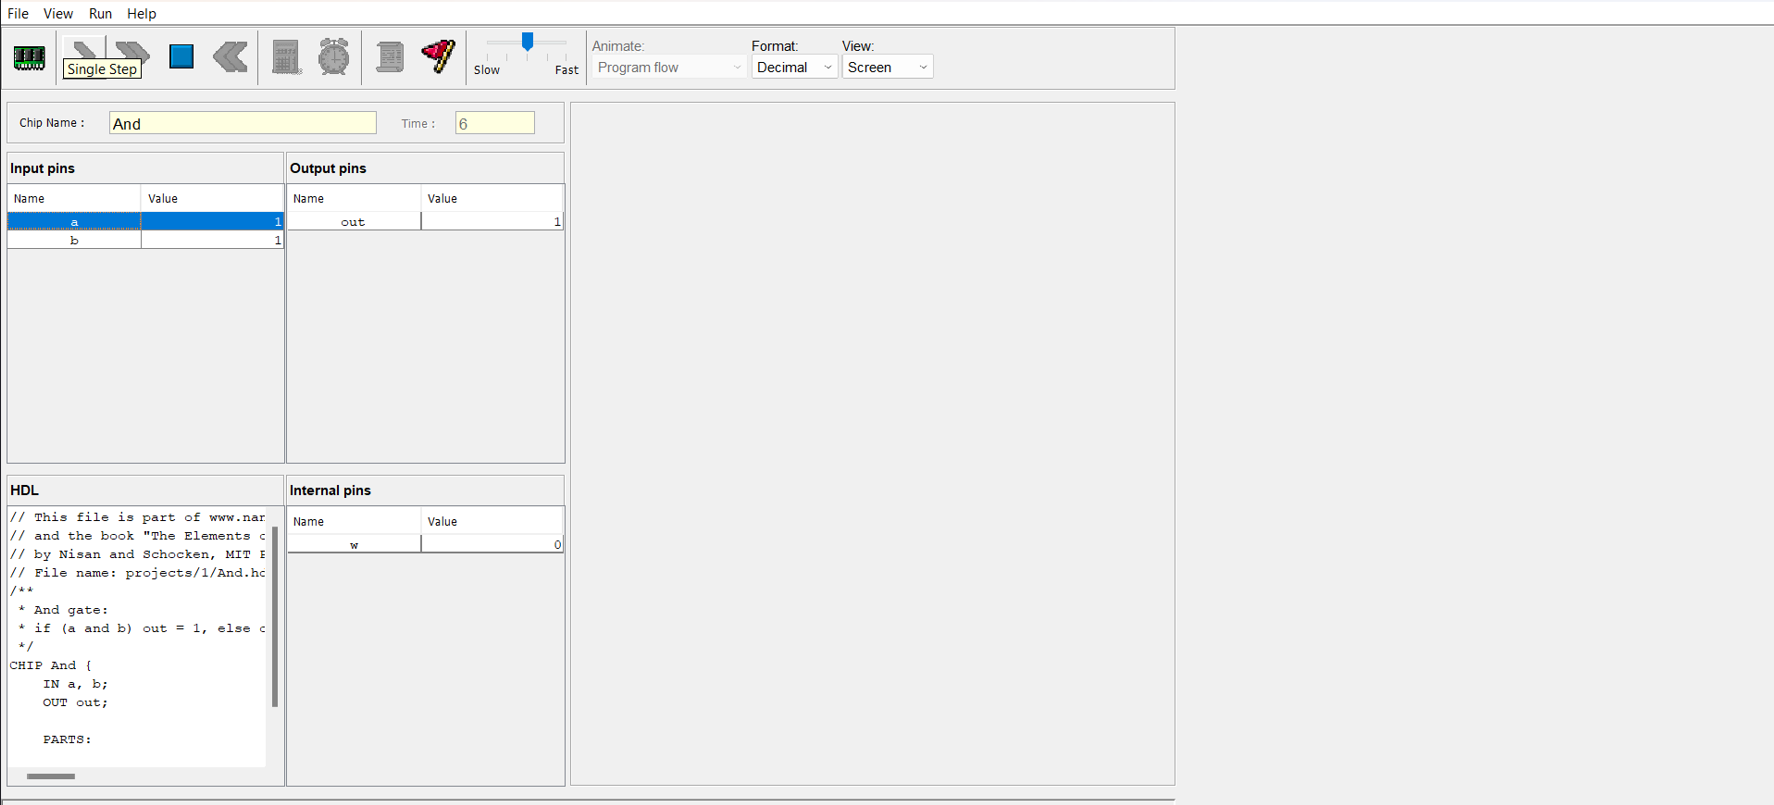 File View Run Help
Single Step
Slow Fast
Animate:
Program flow
Format:
Decimal
View:
Screen
Chip Name : And Time : 6
Input pins
Name Value
a 1
b 1
Output pins
Name Value
out 1
HDL
// This file is part of www.nan
// and the book "The Elements
// by Nisan and Schocken, MIT
// File name: projects/1/And.
/**
* And gate:
* if (a and b) out = 1, else
*/
CHIP And {
IN a, b;
OUT out;
PARTS:
Internal pins
Name Value
w 0